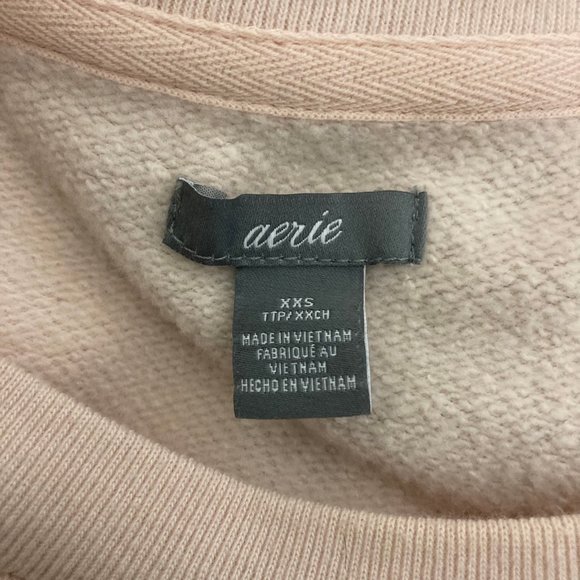 aerie
XXS
TTP/XXCH
MADE IN VIETNAM
FABRIQUÉ AU
VIETNAM
HECHO EN VIETNAM